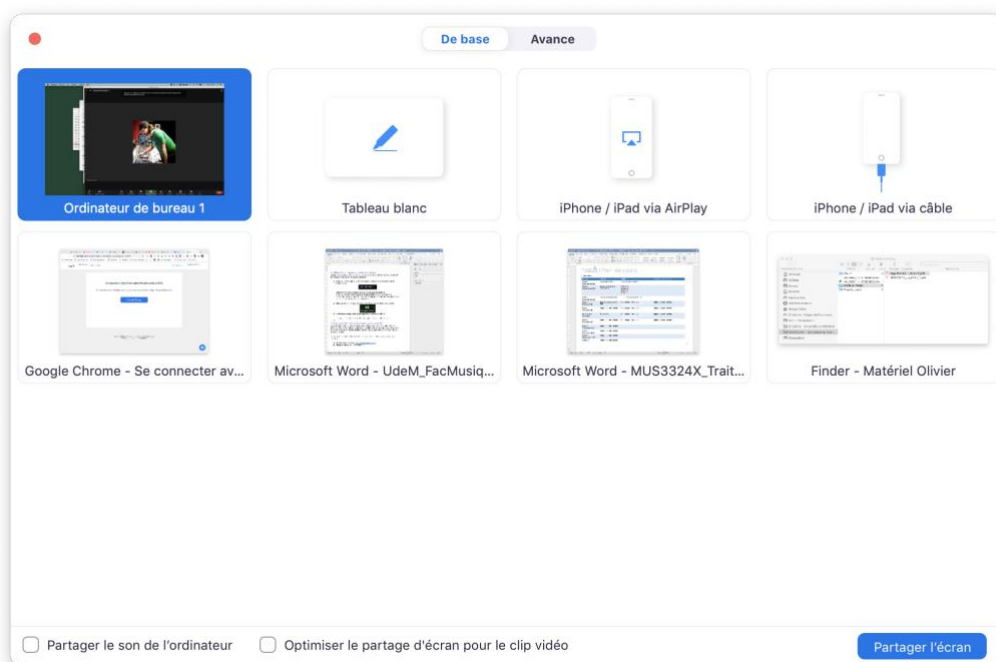 De base
Avance
Ordinateur de bureau 1
Tableau blanc
iPhone / iPad via AirPlay
iPhone / iPad via câble
Google Chrome - Se connecter av...
Microsoft Word - UdeM_FacMusiq...
Microsoft Word - MUS3324X_Trait...
Finder - Matériel Olivier
Partager le son de l'ordinateur
Optimiser le partage d'écran pour le clip vidéo
Partager l'écran